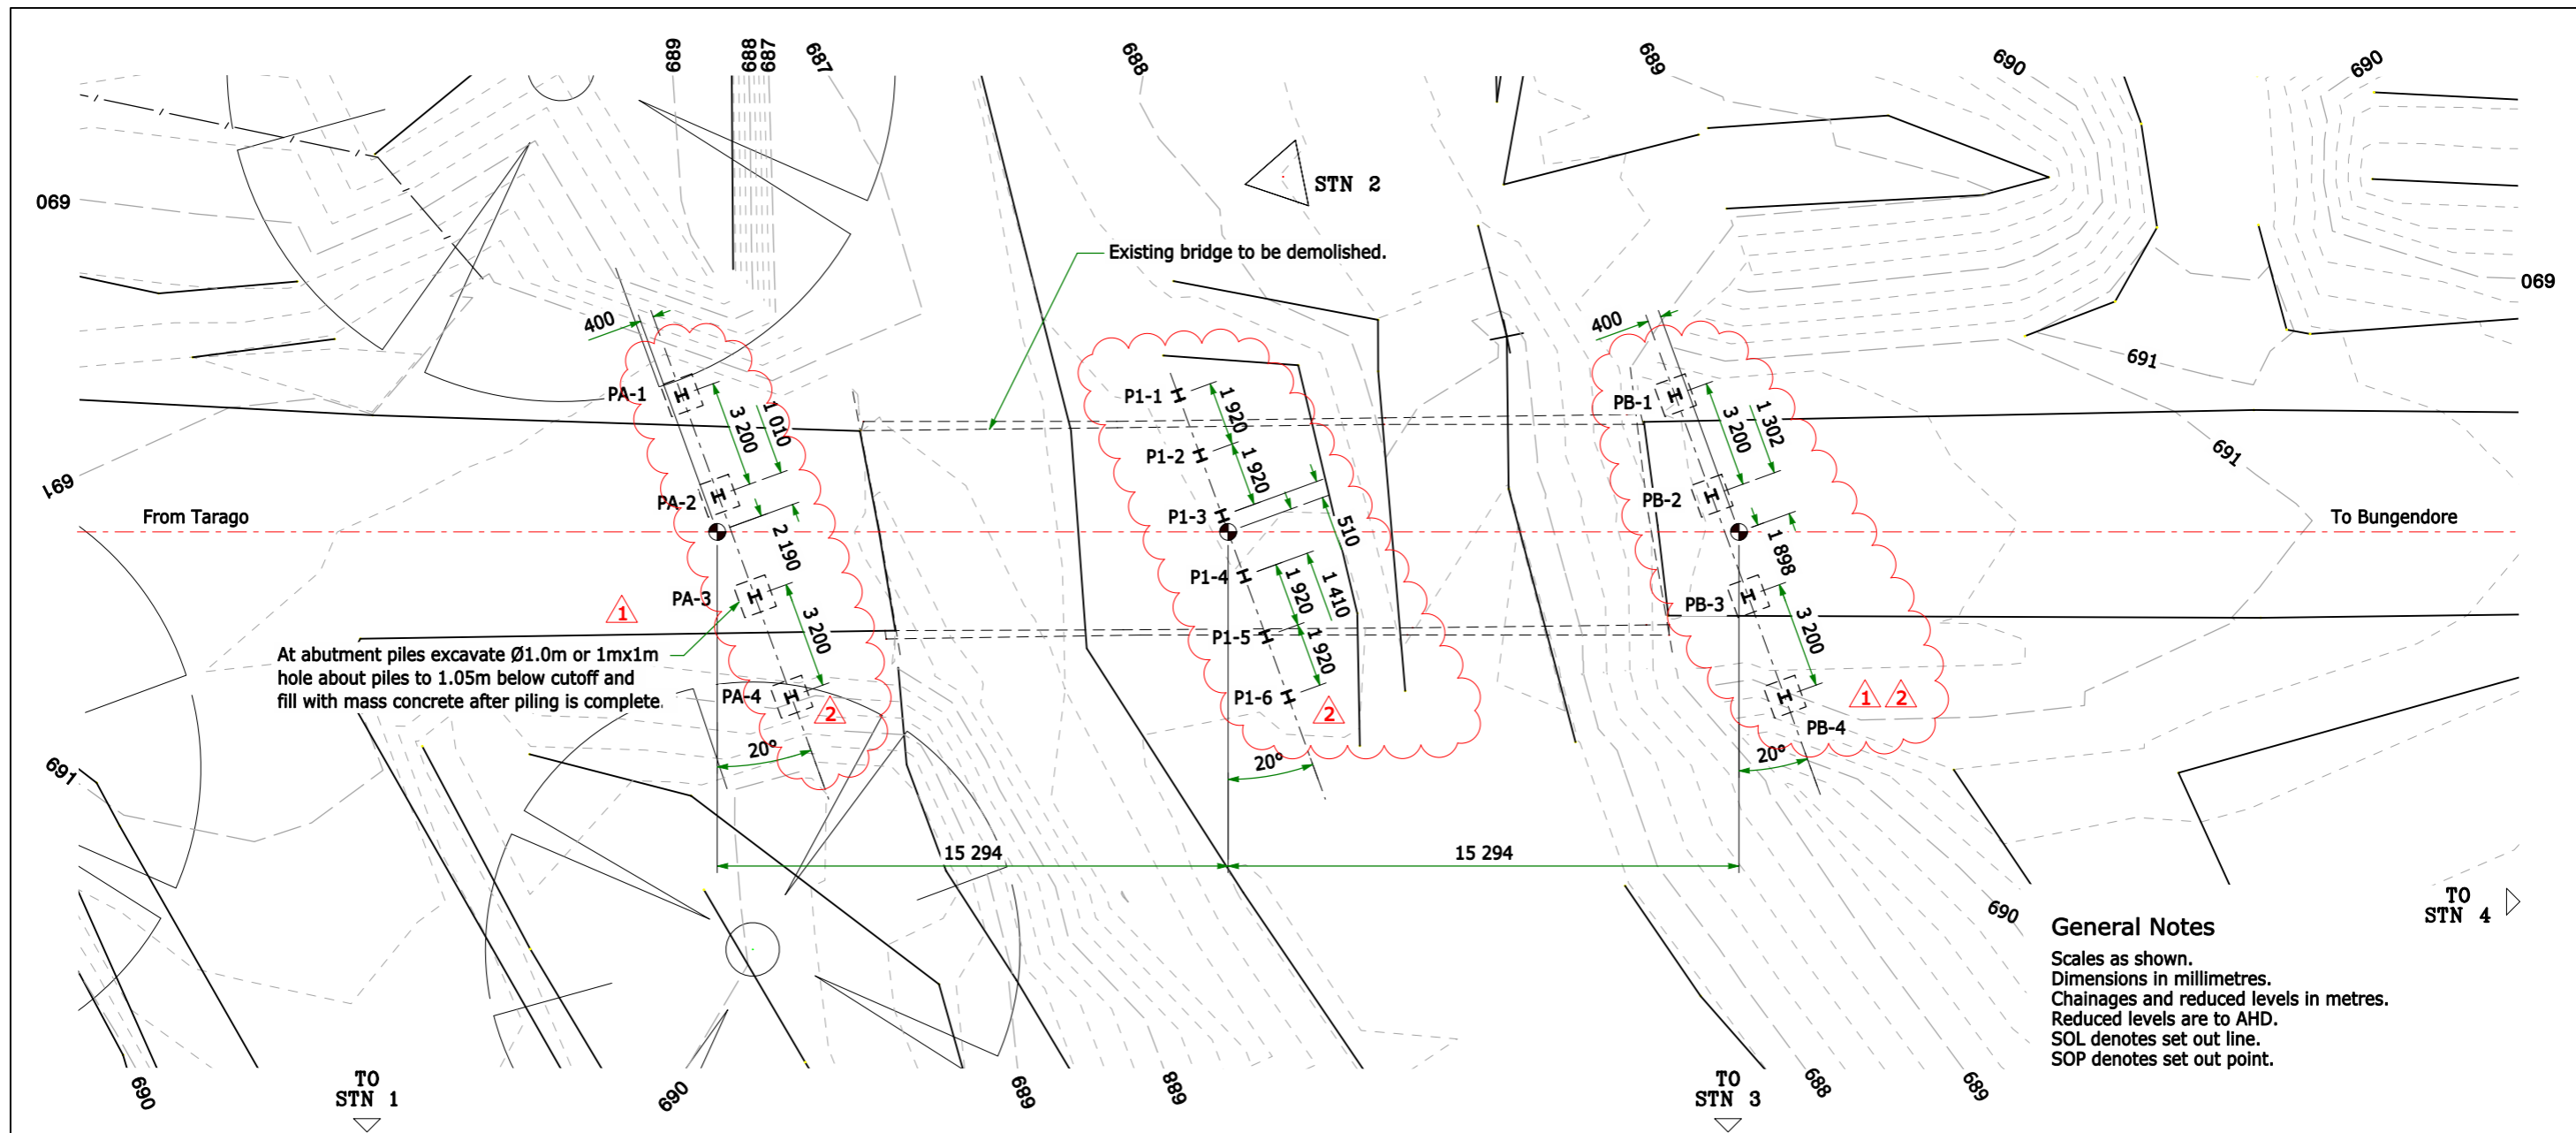 689
688
687
687
688
689
690
690
STN 2
690
Existing bridge to be demolished.
690
400
400
691
PA-1
P1-1
PB-1
3 200
1 010
1 920
3 200
1 302
P1-2
1 920
691
691
PA-2
PB-2
P1-3
510
From Tarago
To Bungendore
2 190
1 898
PA-3
P1-4
1 920
1 410
PB-3
1
3 200
P1-5
1 920
3 200
At abutment piles excavate Ø1.0m or 1mx1m
hole about piles to 1.05m below cutoff and
fill with mass concrete after piling is complete.
PA-4
2
P1-6
2
1
2
PB-4
20°
20°
20°
691
15 294
15 294
690
TO
STN 4
General Notes
Scales as shown.
Dimensions in millimetres.
Chainages and reduced levels in metres.
Reduced levels are to AHD.
SOL denotes set out line.
SOP denotes set out point.
690
TO
STN 1
690
689
889
TO
STN 3
688
689